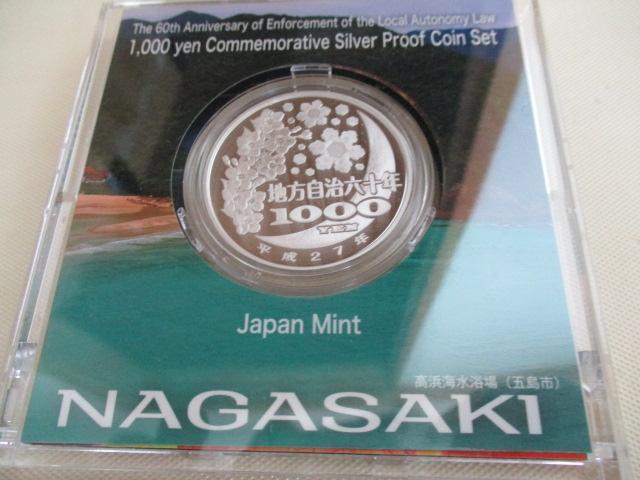 The 60th Anniversary of Enforcement of the Local Autonomy Law
1,000 yen Commemorative Silver Proof Coin Set
地方自治六十年
1000
YEN
平成27年
Japan Mint
高浜海水浴場（五島市）
NAGASAKI